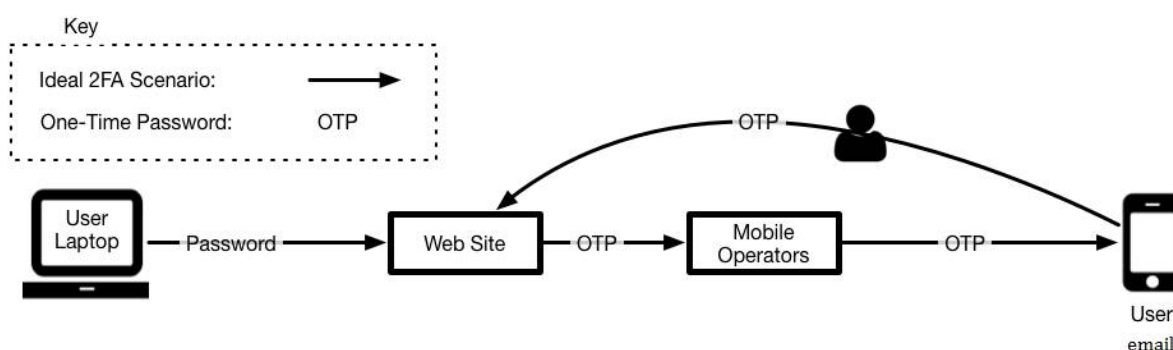 Key
Ideal 2FA Scenario:
One-Time Password: OTP
OTP
User
Laptop
Password
Web Site
OTP
Mobile
Operators
OTP
User
email